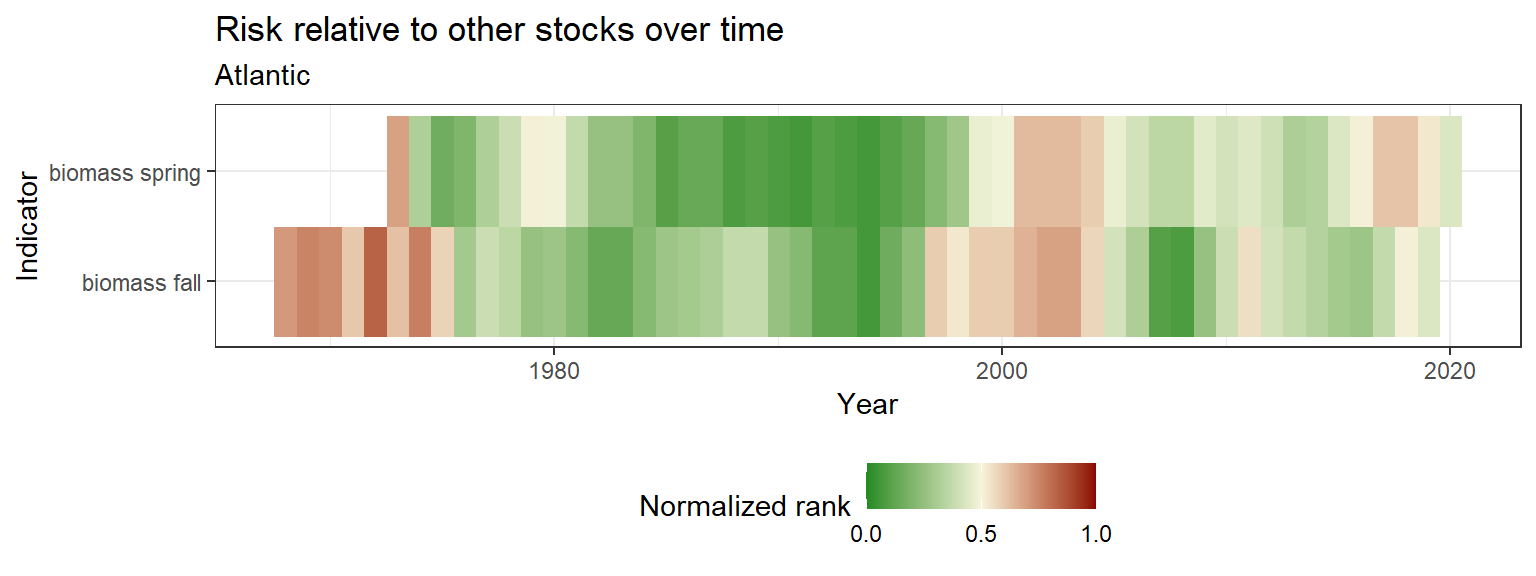 Risk relative to other stocks over time
Atlantic
Indicator
biomass spring
biomass fall
1980 2000 2020
Year
Normalized rank
0.0 0.5 1.0